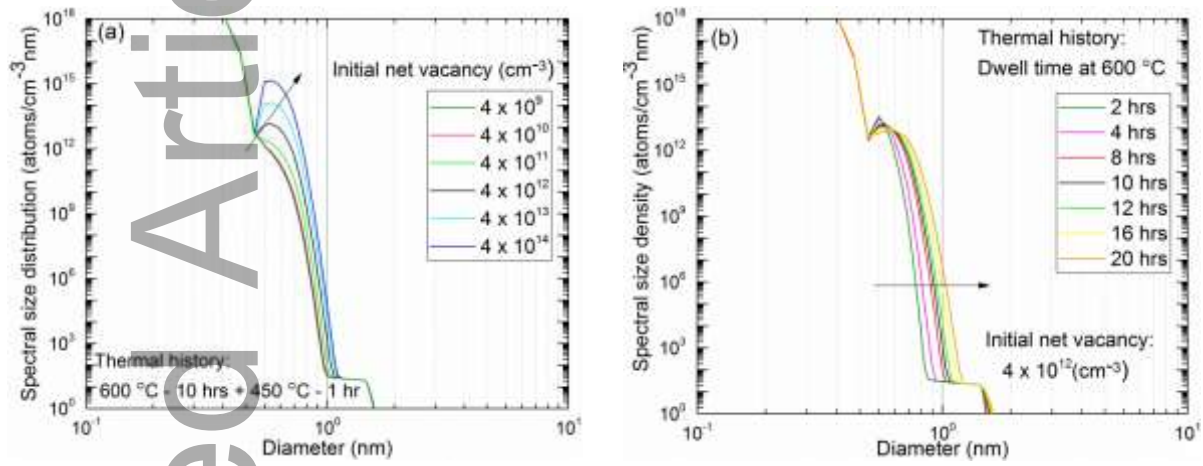 (a)
Initial net vacancy (cm⁻³)
4 x 10⁹
4 x 10¹⁰
4 x 10¹¹
4 x 10¹²
4 x 10¹³
4 x 10¹⁴
Thermal history:
600 °C - 10 hrs + 450 °C - 1 hr
Spectral size distribution (atoms/cm⁻³nm)
10¹⁸
10¹⁵
10¹²
10⁹
10⁶
10³
10⁰
10⁻¹ 10⁰ 10¹
Diameter (nm)
(b)
Thermal history:
Dwell time at 600 °C
2 hrs
4 hrs
8 hrs
10 hrs
12 hrs
16 hrs
20 hrs
Initial net vacancy:
4 x 10¹²(cm⁻³)
Spectral size density (atoms/cm⁻³nm)
10¹⁸
10¹⁵
10¹²
10⁹
10⁶
10³
10⁰
10⁻¹ 10⁰ 10¹
Diameter (nm)
ed Artic